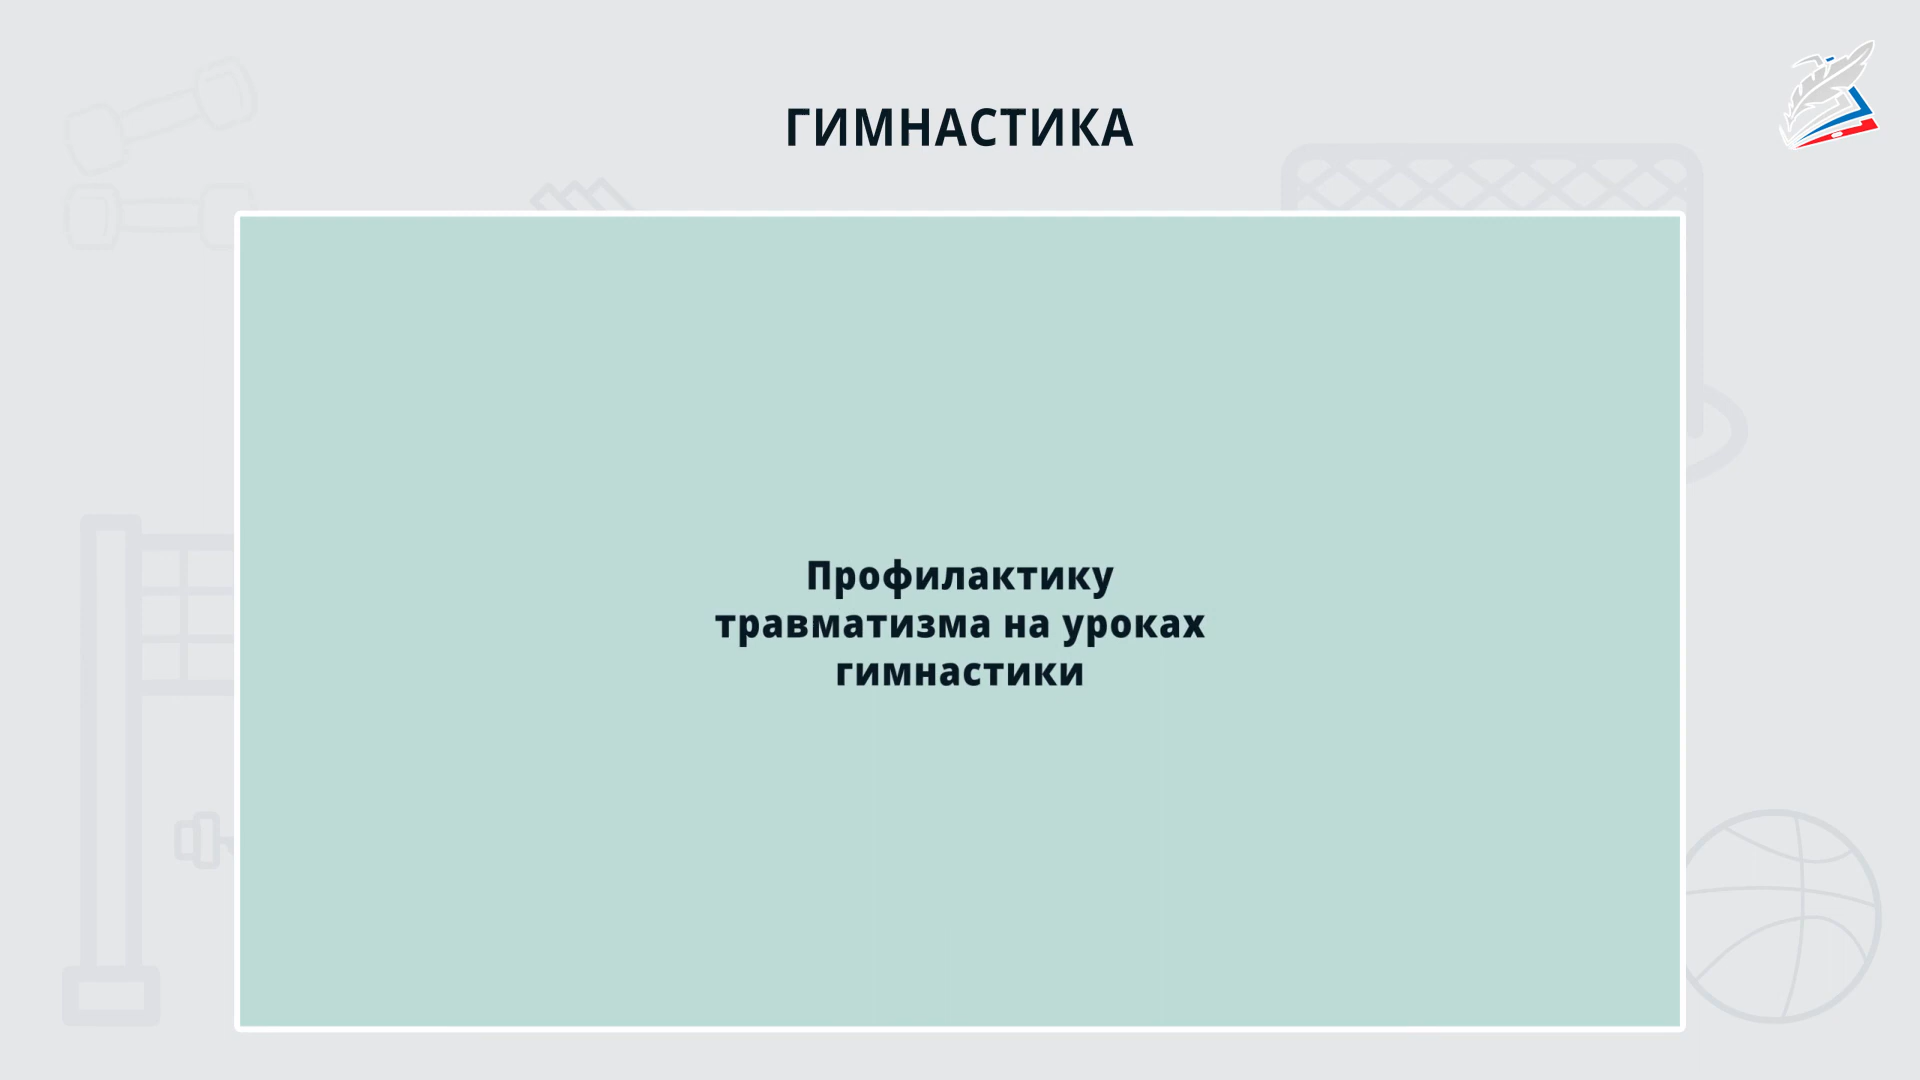 ГИМНАСТИКА
Профилактику
травматизма на уроках
гимнастики